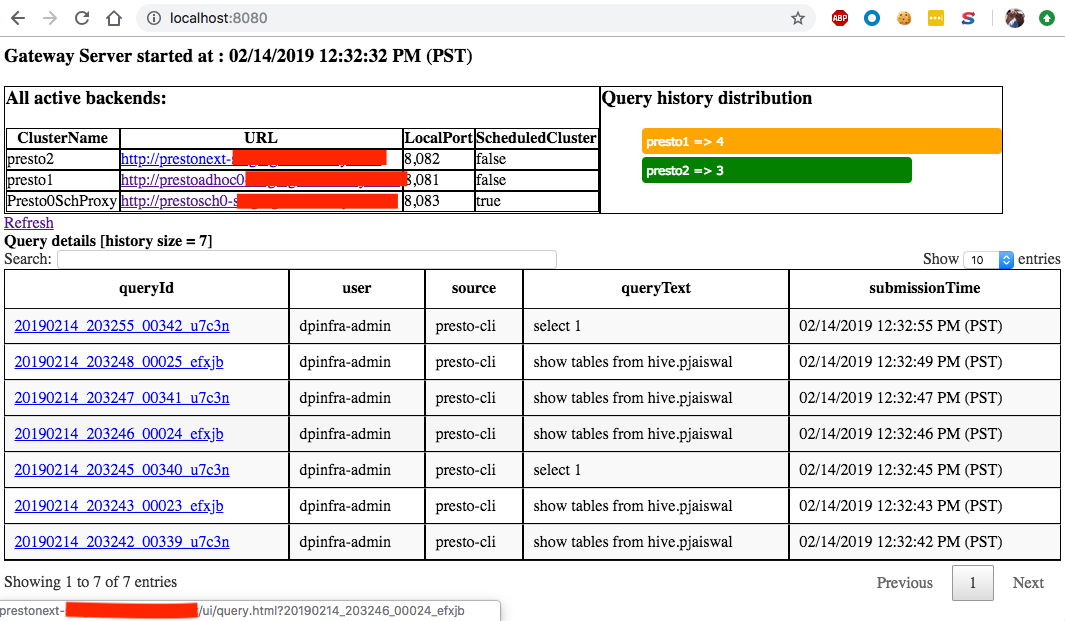 localhost:8080
ABP
Gateway Server started at : 02/14/2019 12:32:32 PM (PST)
All active backends:
ClusterName URL LocalPort ScheduledCluster
presto2 http://prestonext- 8,082 false
presto1 http://prestoadhoc0 8,081 false
Presto0SchProxy http://prestosch0-s 8,083 true
Query history distribution
presto1 => 4
presto2 => 3
Refresh
Query details [history size = 7]
Search: Show 10 entries
queryId user source queryText submissionTime
20190214_203255_00342_u7c3n dpinfra-admin presto-cli select 1 02/14/2019 12:32:55 PM (PST)
20190214_203248_00025_efxjb dpinfra-admin presto-cli show tables from hive.pjaiswal 02/14/2019 12:32:49 PM (PST)
20190214_203247_00341_u7c3n dpinfra-admin presto-cli show tables from hive.pjaiswal 02/14/2019 12:32:47 PM (PST)
20190214_203246_00024_efxjb dpinfra-admin presto-cli show tables from hive.pjaiswal 02/14/2019 12:32:46 PM (PST)
20190214_203245_00340_u7c3n dpinfra-admin presto-cli select 1 02/14/2019 12:32:45 PM (PST)
20190214_203243_00023_efxjb dpinfra-admin presto-cli show tables from hive.pjaiswal 02/14/2019 12:32:43 PM (PST)
20190214_203242_00339_u7c3n dpinfra-admin presto-cli show tables from hive.pjaiswal 02/14/2019 12:32:42 PM (PST)
Showing 1 to 7 of 7 entries Previous 1 Next
prestonext- /ui/query.html?20190214_203246_00024_efxjb